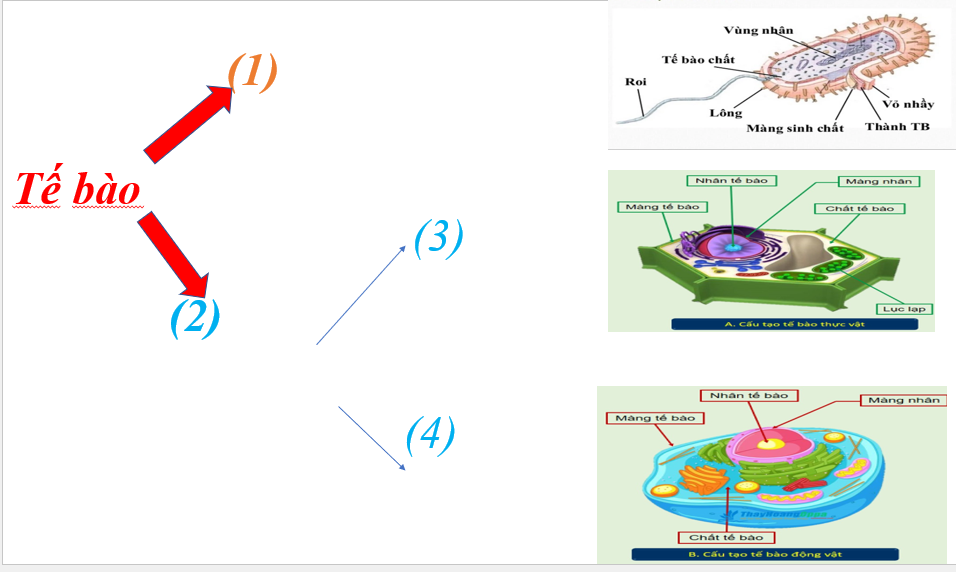 (1)
Tế bào
(2)
(3)
(4)
Vùng nhân
Tế bào chất
Roi
Lông
Màng sinh chất
Thành TB
Vỏ nhầy
Nhân tế bào
Màng nhân
Màng tế bào
Chất tế bào
Lục lạp
A. Cấu tạo tế bào thực vật
Nhân tế bào
Màng nhân
Màng tế bào
Chất tế bào
B. Cấu tạo tế bào động vật